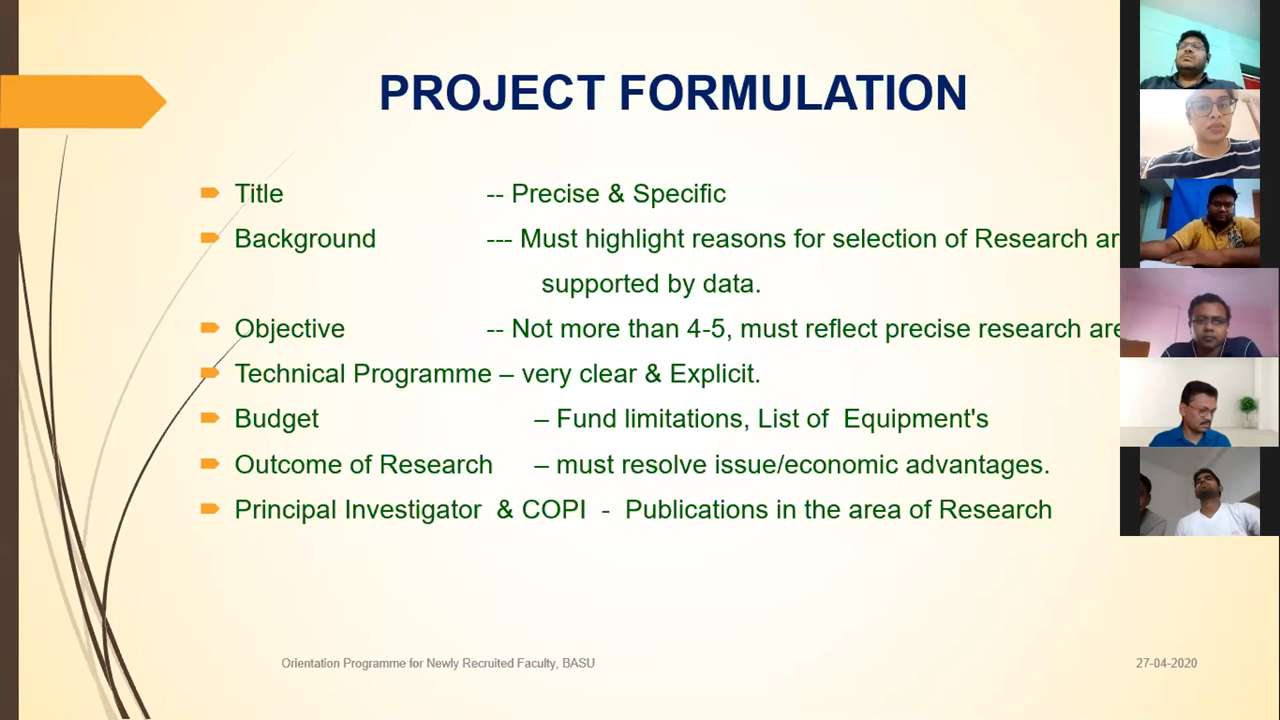 PROJECT FORMULATION
Title -- Precise & Specific
Background --- Must highlight reasons for selection of Research
supported by data.
Objective -- Not more than 4-5, must reflect precise research
Technical Programme – very clear & Explicit.
Budget – Fund limitations, List of Equipment's
Outcome of Research – must resolve issue/economic advantages.
Principal Investigator & COPI - Publications in the area of Research
Orientation Programme for Newly Recruited Faculty, BASU
27-04-2020